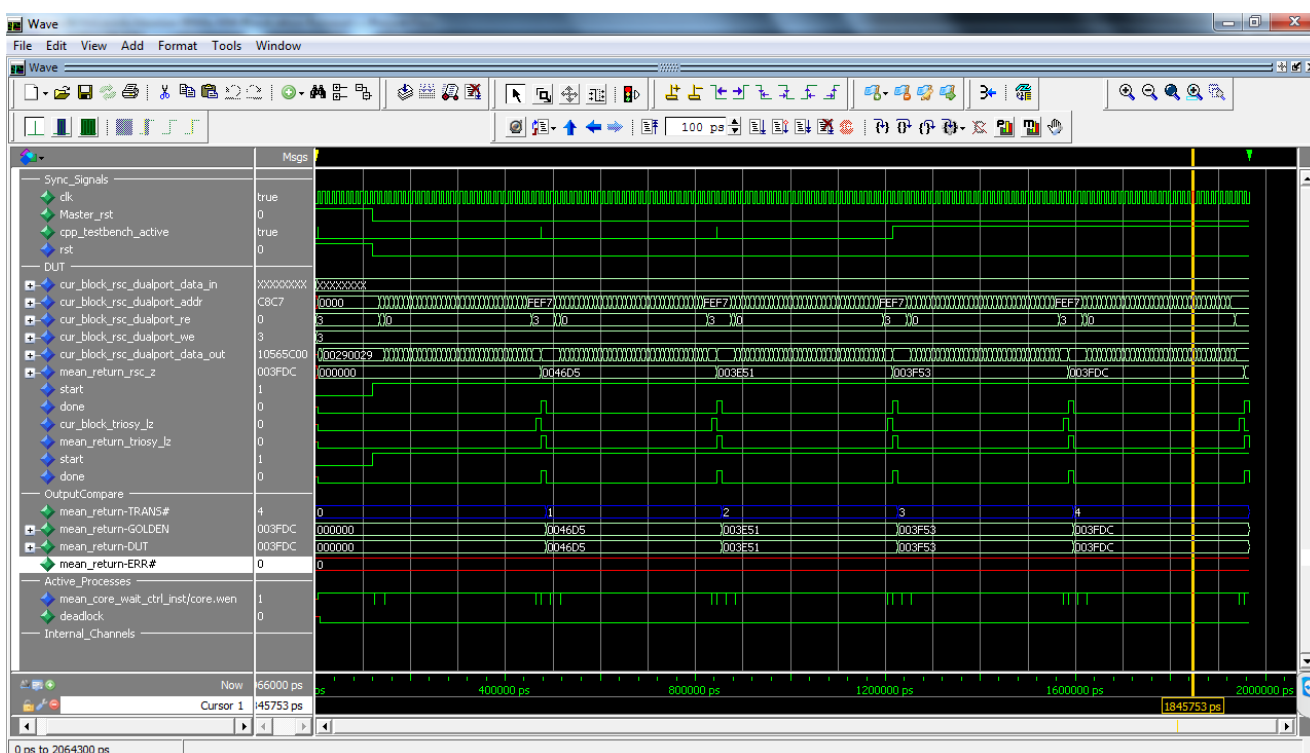 Wave
File Edit View Add Format Tools Window
Wave
100 ps
Msgs
Sync_Signals
clk true
Master_rst 0
cpp_testbench_active true
rst 0
DUT
cur_block_rsc_dualport_data_in XXXXXXXX XXXXXXXX
cur_block_rsc_dualport_addr C8C7 0000 FEF7 FEF7 FEF7 FEF7
cur_block_rsc_dualport_re 0 3 0 3 0 3 0 3 0 3 0
cur_block_rsc_dualport_we 3 3
cur_block_rsc_dualport_data_out 10565C00 00290029
mean_return_rsc_z 003FDC 000000 0046D5 003E51 003F53 003FDC
start 1
done 0
cur_block_triosy_lz 0
mean_return_triosy_lz 0
start 1
done 0
OutputCompare
mean_return-TRANS# 4 0 1 2 3 4
mean_return-GOLDEN 003FDC 000000 0046D5 003E51 003F53 003FDC
mean_return-DUT 003FDC 000000 0046D5 003E51 003F53 003FDC
mean_return-ERR# 0 0
Active_Processes
mean_core_wait_ctrl_inst/core.wen 1
deadlock 0
Internal_Channels
Now 66000 ps ps 400000 ps 800000 ps 1200000 ps 1600000 ps 2000000 ps
Cursor 1 45753 ps 1845753 ps
0 ps to 2064300 ps